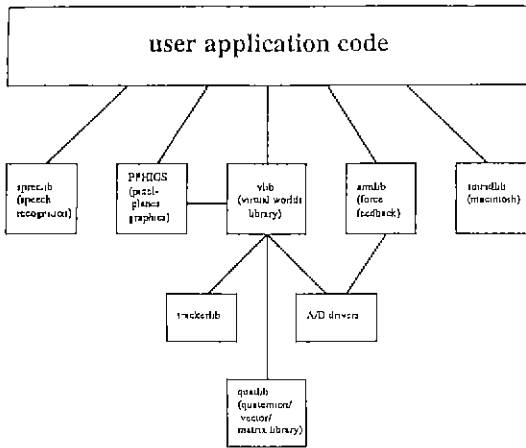 user application code
spreclib
(speech
recognition)
PPHIGS
(pixel-
planes
graphics)
vlib
(virtual worlds
library)
armlib
(force
feedback)
(macintosh)
trackerlib
A/D drivers
quatlib
(quaternion/
vector/
matrix library)